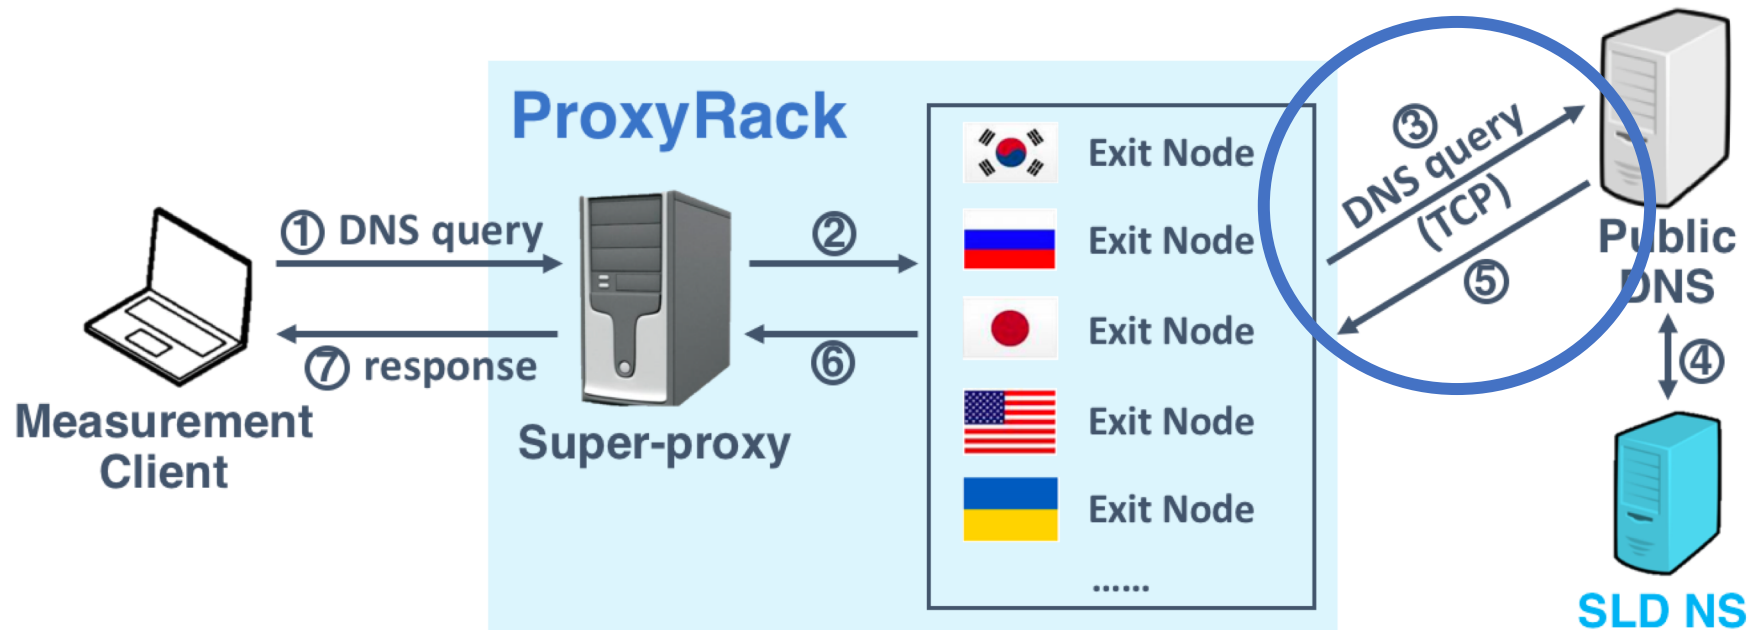 ProxyRack
① DNS query
②
③
DNS query
(TCP)
④
⑤
⑥
⑦ response
Measurement
Client
Super-proxy
Exit Node
Exit Node
Exit Node
Exit Node
Exit Node
......
Public
DNS
SLD NS